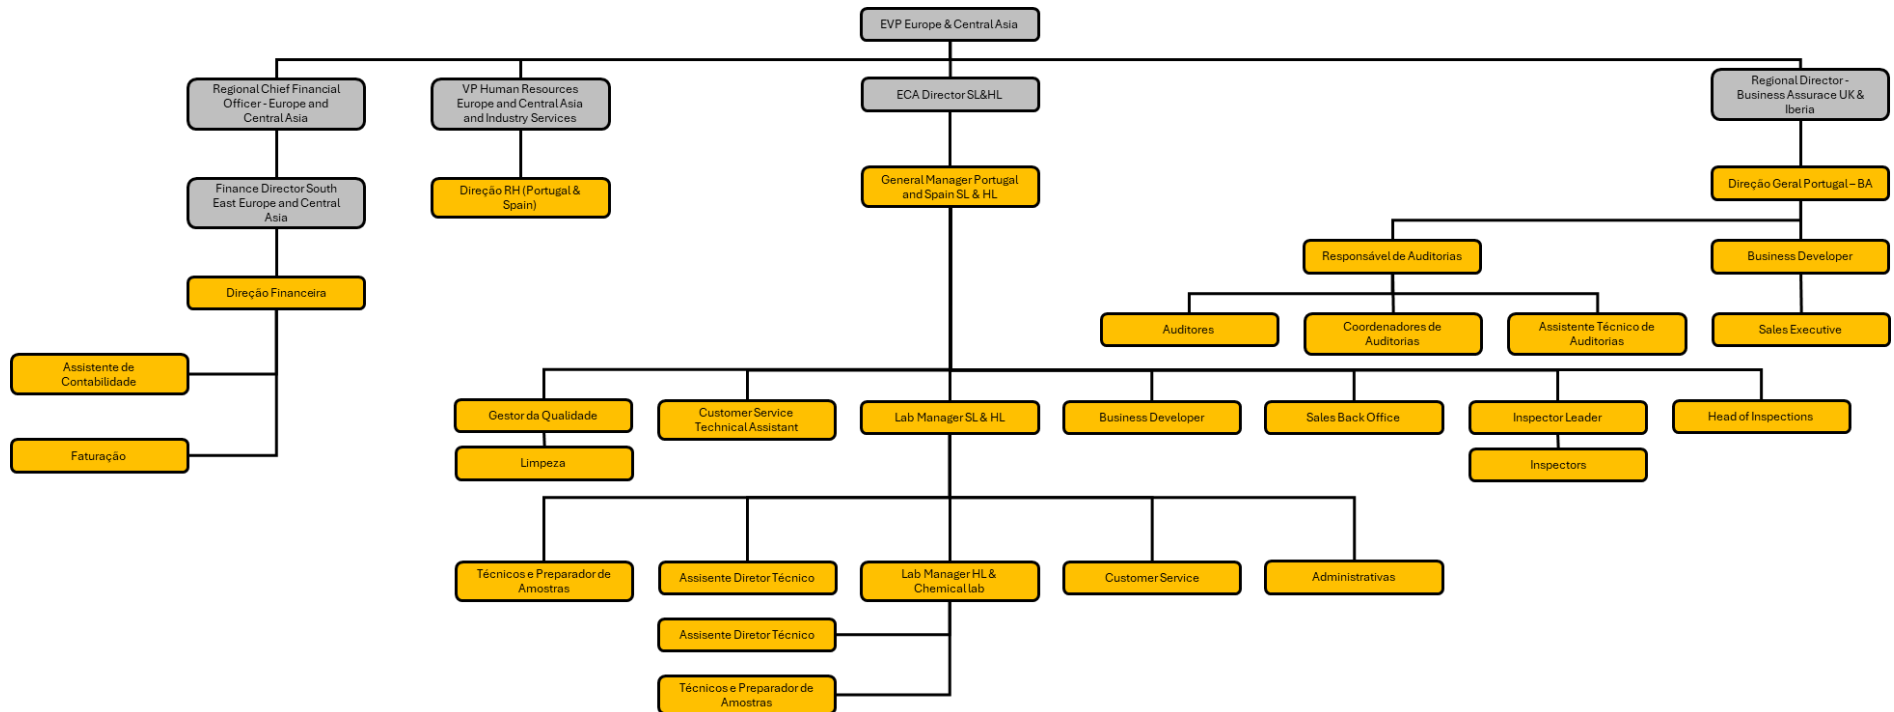 EVP Europe & Central Asia
Regional Chief Financial
Officer - Europe and
Central Asia
VP Human Resources
Europe and Central Asia
and Industry Services
ECA Director SL&HL
Regional Director -
Business Assurace UK &
Iberia
Finance Director South
East Europe and Central
Asia
Direção RH (Portugal &
Spain)
General Manager Portugal
and Spain SL & HL
Direção Geral Portugal – BA
Responsável de Auditorias
Business Developer
Direção Financeira
Auditores
Coordenadores de
Auditorias
Assistente Técnico de
Auditorias
Sales Executive
Assistente de
Contabilidade
Faturação
Gestor da Qualidade
Customer Service
Technical Assistant
Lab Manager SL & HL
Business Developer
Sales Back Office
Inspector Leader
Head of Inspections
Limpeza
Inspectors
Técnicos e Preparador de
Amostras
Assisente Diretor Técnico
Lab Manager HL &
Chemical lab
Customer Service
Administrativas
Assisente Diretor Técnico
Técnicos e Preparador de
Amostras